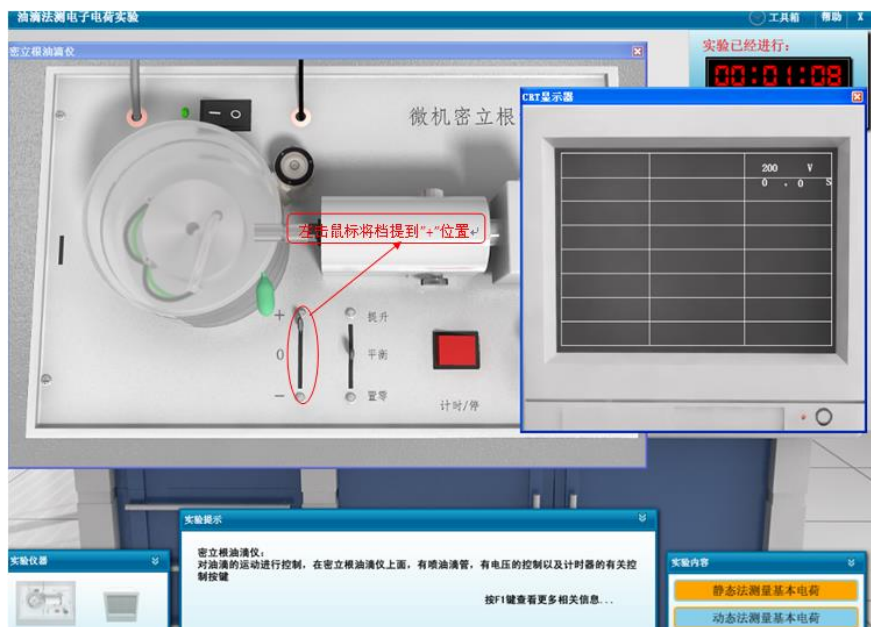 油滴法测电子电荷实验
工具箱 帮助 X
密立根油滴仪
实验已经进行：
00:01:08
CRT显示器
微机密立根
200 V
0 . 0 S
左击鼠标将档提到"+"位置↵
+
0
-
提升
平衡
置零
计时/停
实验提示
密立根油滴仪：
对油滴的运动进行控制，在密立根油滴仪上面，有喷油滴管，有电压的控制以及计时器的有关控
制按键
按F1键查看更多相关信息...
实验仪器
实验内容
静态法测量基本电荷
动态法测量基本电荷